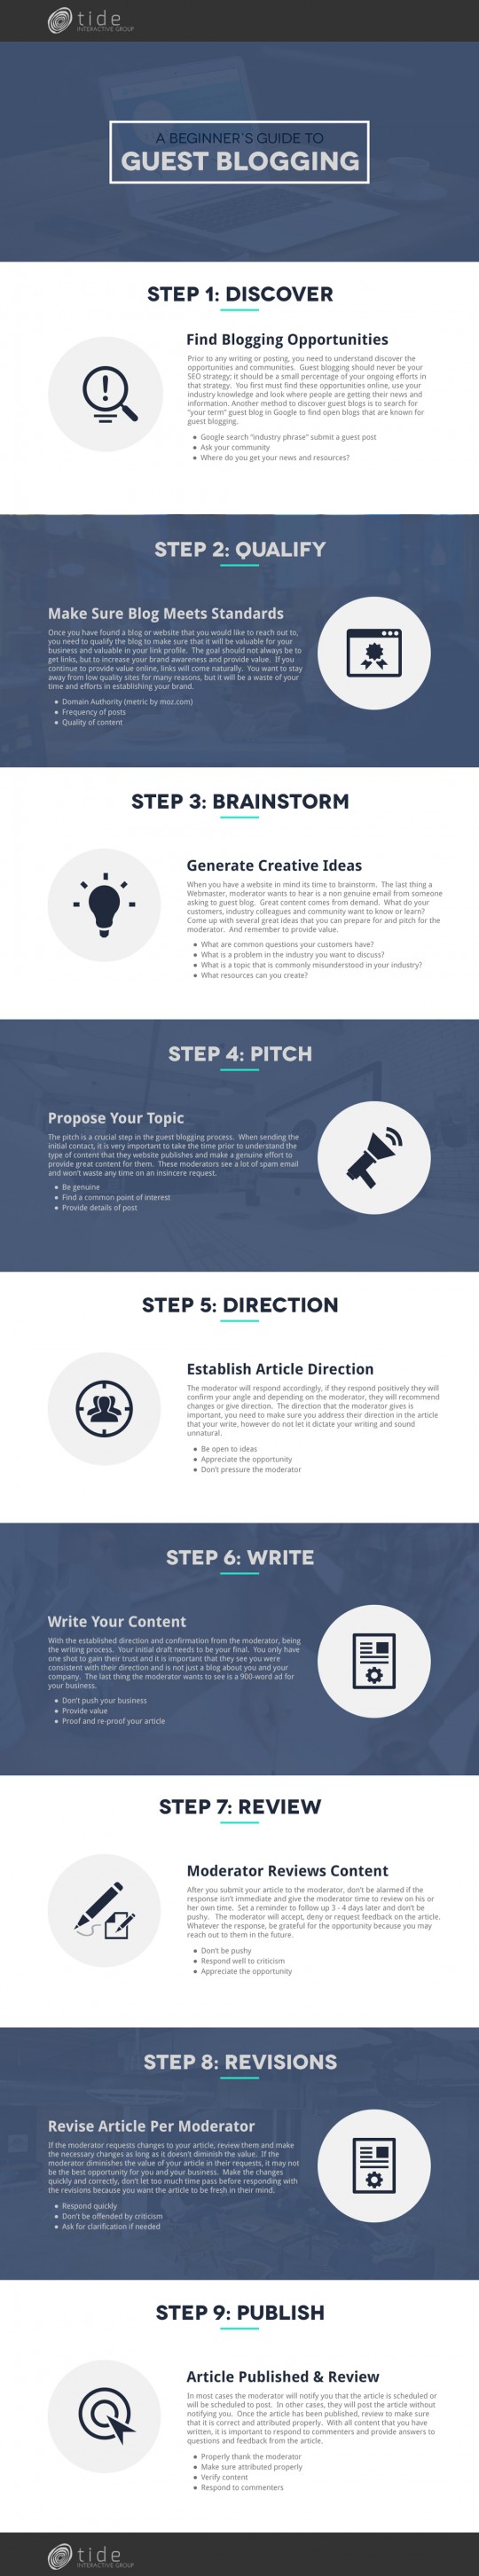 tide
INTERACTIVE GROUP
A BEGINNER'S GUIDE TO
GUEST BLOGGING
STEP 1: DISCOVER
Find Blogging Opportunities
Prior to any writing or posting, you need to understand discover the
opportunities and communities. Guest blogging should never be your
SEO strategy; it should be a small percentage of your ongoing efforts in
that strategy. You first must find these opportunities online, use your
industry knowledge and look where people are getting their news and
information. Another method to discover guest blogs is to search for
"your term" guest blog in Google to find open blogs that are known for
guest blogging.
• Google search "industry phrase" submit a guest post
• Ask your community
• Where do you get your news and resources?
STEP 2: QUALIFY
Make Sure Blog Meets Standards
Once you have found a blog or website that you would like to reach out to,
you need to qualify the blog to make sure that it will be valuable for your
business and valuable in your link profile. The goal should not always be to
get links, but to increase your brand awareness and provide value. If you
continue to provide value online, links will come naturally. You want to stay
away from low quality sites for many reasons, but it will be a waste of your
time and efforts in establishing your brand.
• Domain Authority (metric by moz.com)
• Frequency of posts
• Quality of content
STEP 3: BRAINSTORM
Generate Creative Ideas
When you have a website in mind its time to brainstorm. The last thing a
Webmaster, moderator wants to hear is a non genuine email from someone
asking to guest blog. Great content comes from demand. What do your
customers, industry colleagues and community want to know or learn?
Come up with several great ideas that you can prepare for and pitch for the
moderator. And remember to provide value.
• What are common questions your customers have?
• What is a problem in the industry you want to discuss?
• What is a topic that is commonly misunderstood in your industry?
• What resources can you create?
STEP 4: PITCH
Propose Your Topic
The pitch is a crucial step in the guest blogging process. When sending the
initial contact, it is very important to take the time prior to understand the
type of content that they website publishes and make a genuine effort to
provide great content for them. These moderators see a lot of spam email
and won't waste any time on an insincere request.
• Be genuine
• Find a common point of interest
• Provide details of post
STEP 5: DIRECTION
Establish Article Direction
The moderator will respond accordingly, if they respond positively they will
confirm your angle and depending on the moderator, they will recommend
changes or give direction. The direction that the moderator gives is
important, you need to make sure you address their direction in the article
that your write, however do not let it dictate your writing and sound
unnatural.
• Be open to ideas
• Appreciate the opportunity
• Don't pressure the moderator
STEP 6: WRITE
Write Your Content
With the established direction and confirmation from the moderator, being
the writing process. Your initial draft needs to be your final. You only have
one shot to gain their trust and it is important that they see you were
consistent with their direction and is not just a blog about you and your
company. The last thing the moderator wants to see is a 900-word ad for
your business.
• Don't push your business
• Provide value
• Proof and re-proof your article
STEP 7: REVIEW
Moderator Reviews Content
After you submit your article to the moderator, don't be alarmed if the
response isn't immediate and give the moderator time to review on his or
her own time. Set a reminder to follow up 3 - 4 days later and don't be
pushy. The moderator will accept, deny or request feedback on the article.
Whatever the response, be grateful for the opportunity because you may
reach out to them in the future.
• Don't be pushy
• Respond well to criticism
• Appreciate the opportunity
STEP 8: REVISIONS
Revise Article Per Moderator
If the moderator requests changes to your article, review them and make
the necessary changes as long as it doesn't diminish the value. If the
moderator diminishes the value of your article in their requests, it may not
be the best opportunity for you and your business. Make the changes
quickly and correctly, don't let too much time pass before responding with
the revisions because you want the article to be fresh in their mind.
• Respond quickly
• Don't be offended by criticism
• Ask for clarification if needed
STEP 9: PUBLISH
Article Published & Review
In most cases the moderator will notify you that the article is scheduled or
will be scheduled to post. In other cases, they will post the article without
notifying you. Once the article has been published, review to make sure
that it is correct and attributed properly. With all content that you have
written, it is important to respond to commenters and provide answers to
questions and feedback from the article.
• Properly thank the moderator
• Make sure attributed properly
• Verify content
• Respond to commenters
tide
INTERACTIVE GROUP